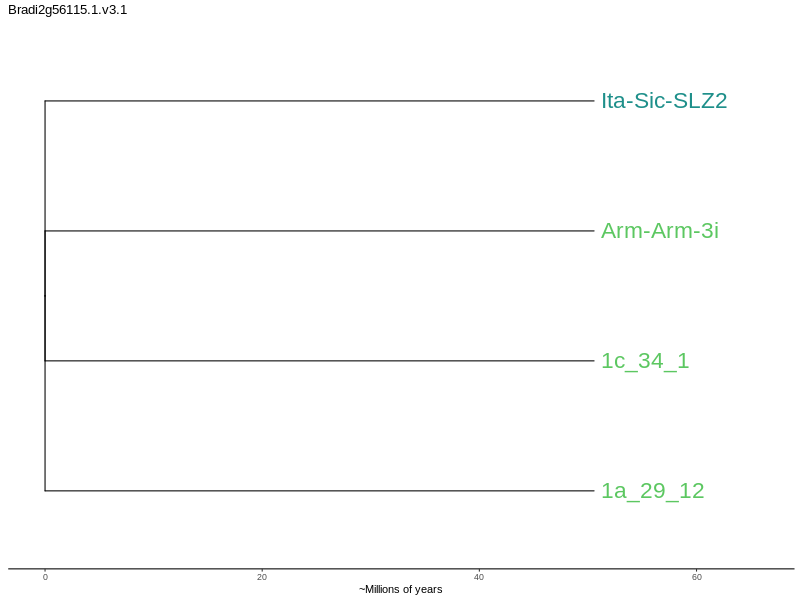 Bradi2g56115.1.v3.1
Ita-Sic-SLZ2
Arm-Arm-3i
1c_34_1
1a_29_12
0 20 40 60
~Millions of years